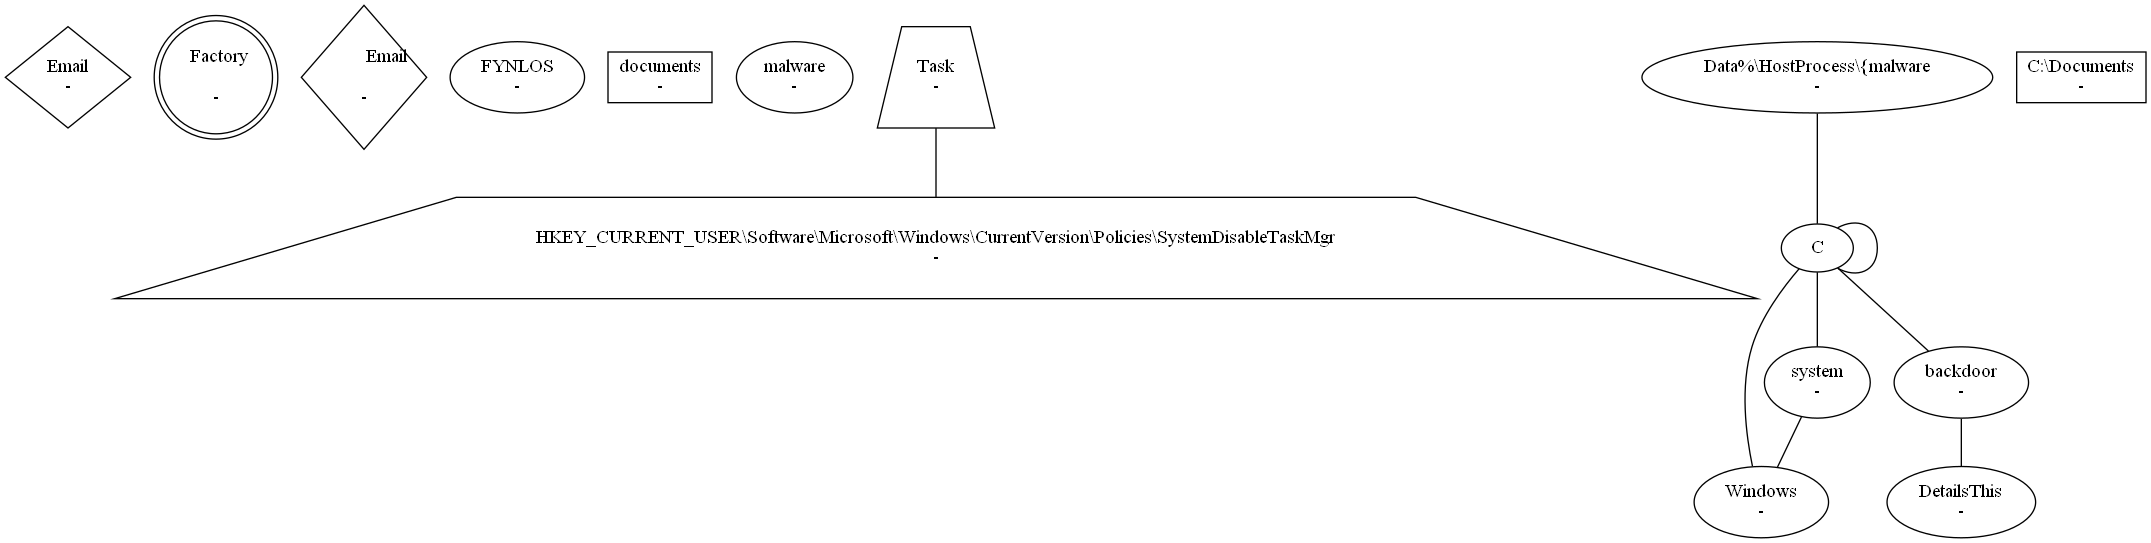 Email
-
Factory
-
Email
-
FYNLOS
-
documents
-
malware
-
Task
-
Data%\HostProcess\{malware
-
C:\Documents
-
HKEY_CURRENT_USER\Software\Microsoft\Windows\CurrentVersion\Policies\SystemDisableTaskMgr
-
C
system
-
backdoor
-
Windows
-
DetailsThis
-